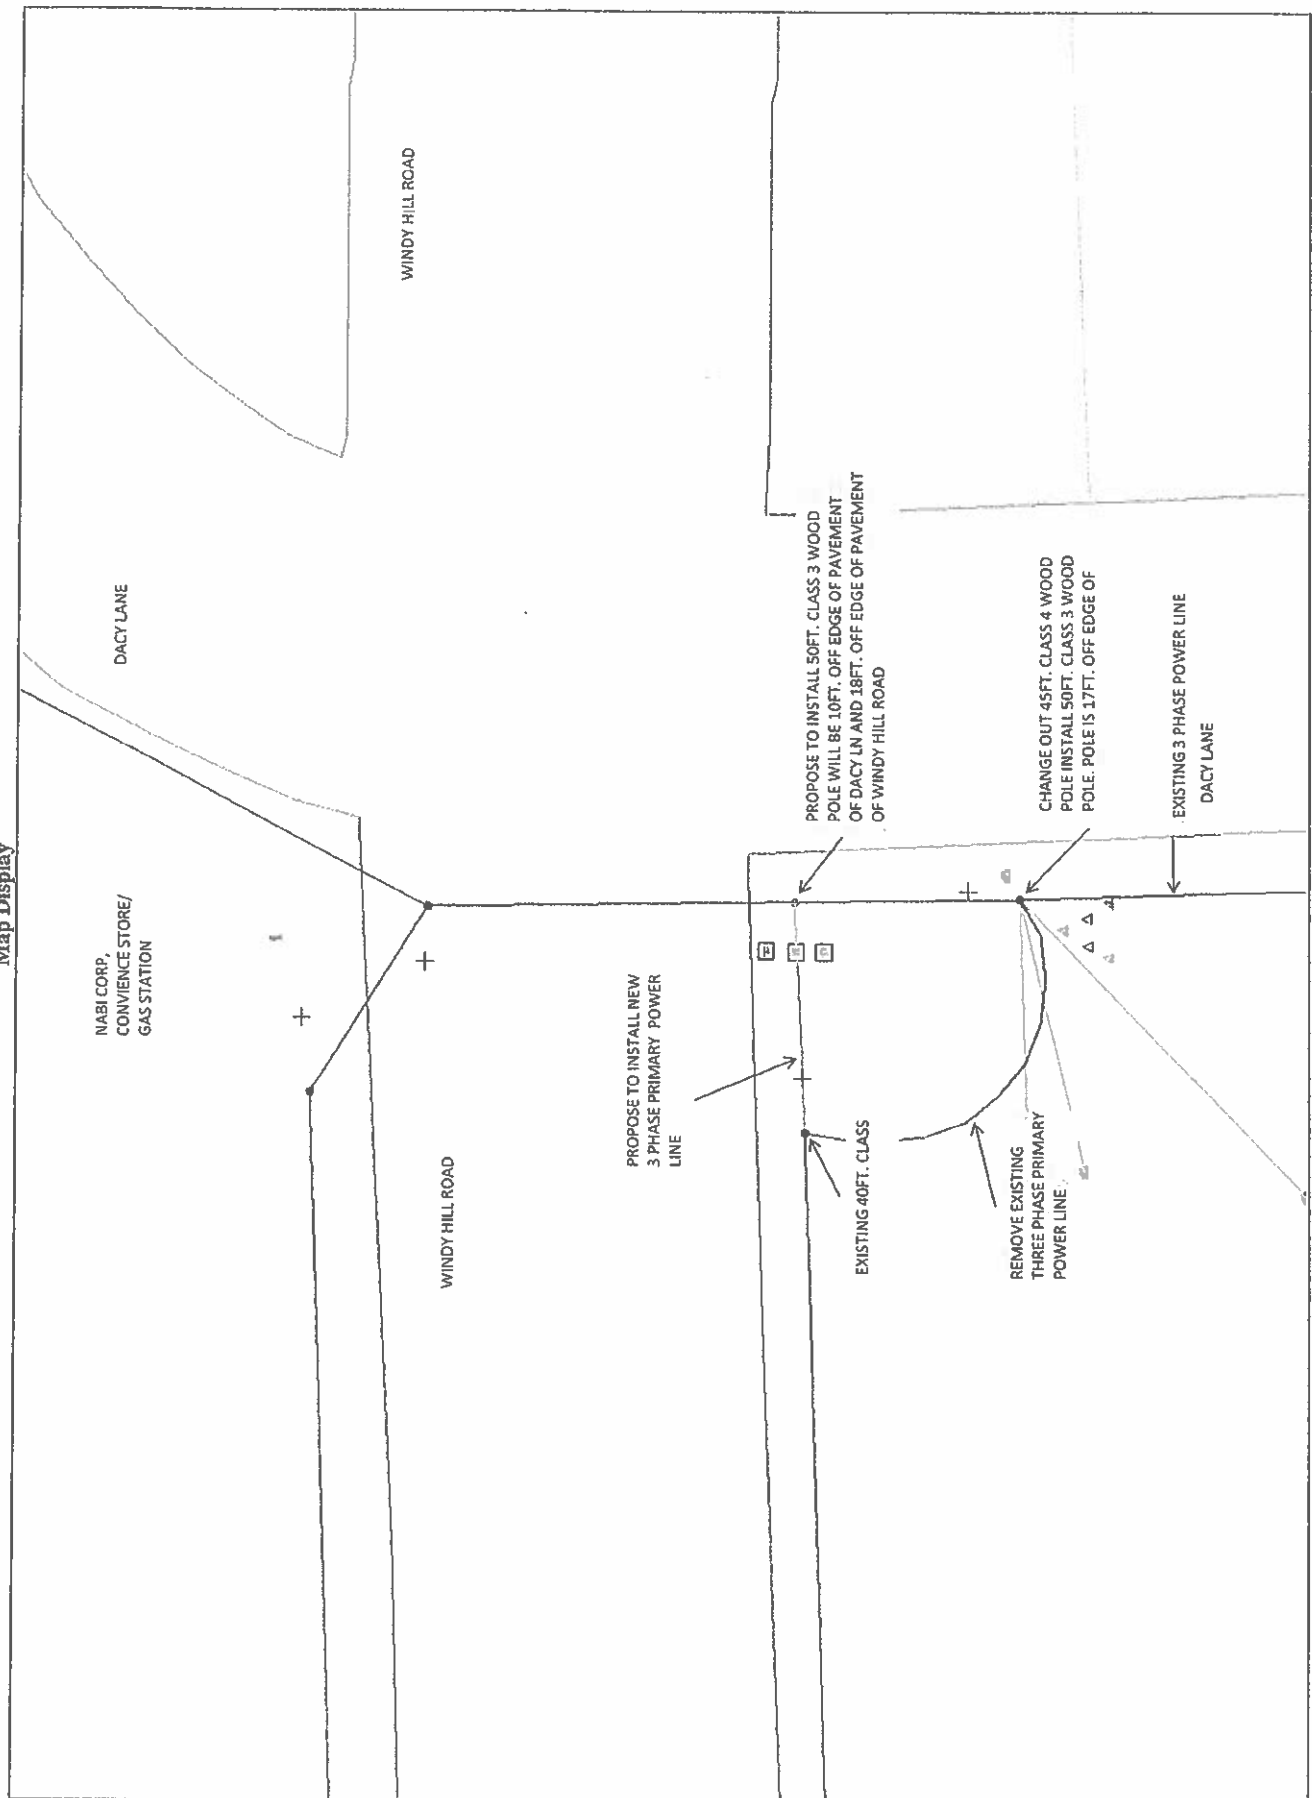 Map Display
NABI CORP,
CONVIENCE STORE/
GAS STATION
DACY LANE
WINDY HILL ROAD
WINDY HILL ROAD
PROPOSE TO INSTALL NEW
3 PHASE PRIMARY POWER
LINE
PROPOSE TO INSTALL 50FT. CLASS 3 WOOD
POLE WILL BE 10FT. OFF EDGE OF PAVEMENT
OF DACY LN AND 18FT. OFF EDGE OF PAVEMENT
OF WINDY HILL ROAD
EXISTING 40FT. CLASS
REMOVE EXISTING
THREE PHASE PRIMARY
POWER LINE
CHANGE OUT 45FT. CLASS 4 WOOD
POLE INSTALL 50FT. CLASS 3 WOOD
POLE. POLE IS 17FT. OFF EDGE OF
EXISTING 3 PHASE POWER LINE
DACY LANE